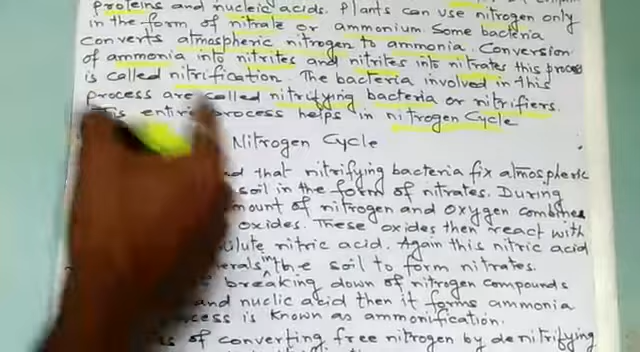 proteins and nucleic acids. Plants can use nitrogen only
in the form of nitrate or ammonium. Some bacteria
converts atmospheric nitrogen to ammonia. Conversion
of ammonia into nitrites and nitrites into nitrates this process
is called nitrification. The bacteria involved in this
process are called nitrifying bacteria or nitrifiers.
This entire process helps in nitrogen Cycle
Nitrogen Cycle
that nitrifying bacteria fix atmospheric
soil in the form of nitrates. During
of nitrogen and oxygen combines
oxides. These oxides then react with
nitric acid. Again this nitric acid
in the soil to form nitrates.
breaking down of nitrogen compounds
and nuclic acid then it forms ammonia
is known as ammonification.
of converting free nitrogen by denitrifying